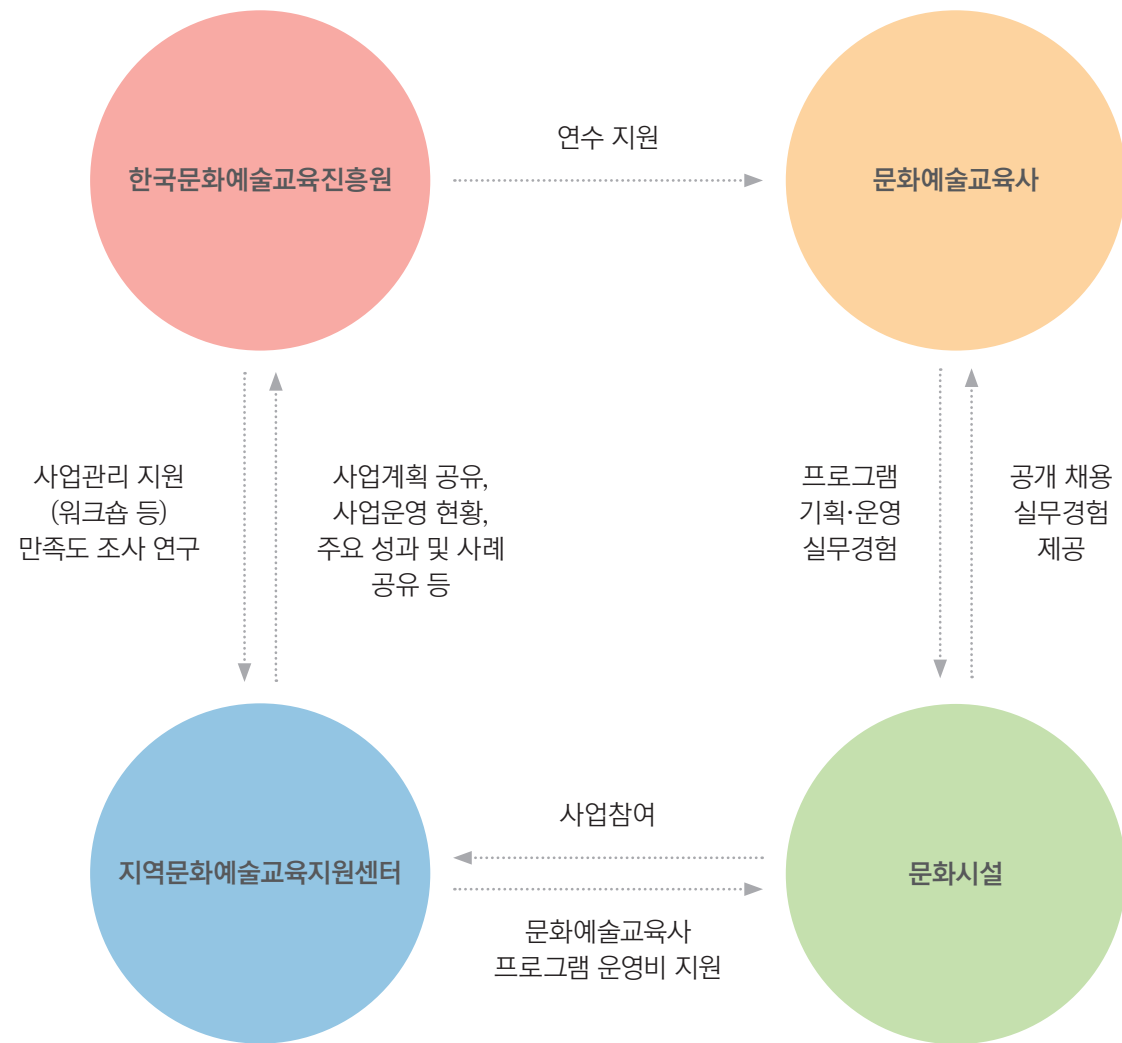 연수 지원
한국문화예술교육진흥원
문화예술교육사
사업관리 지원
(워크숍 등)
만족도 조사 연구
사업계획 공유,
사업운영 현황,
주요 성과 및 사례
공유 등
프로그램
기획·운영
실무경험
공개 채용
실무경험
제공
사업참여
지역문화예술교육지원센터
문화시설
문화예술교육사
프로그램 운영비 지원